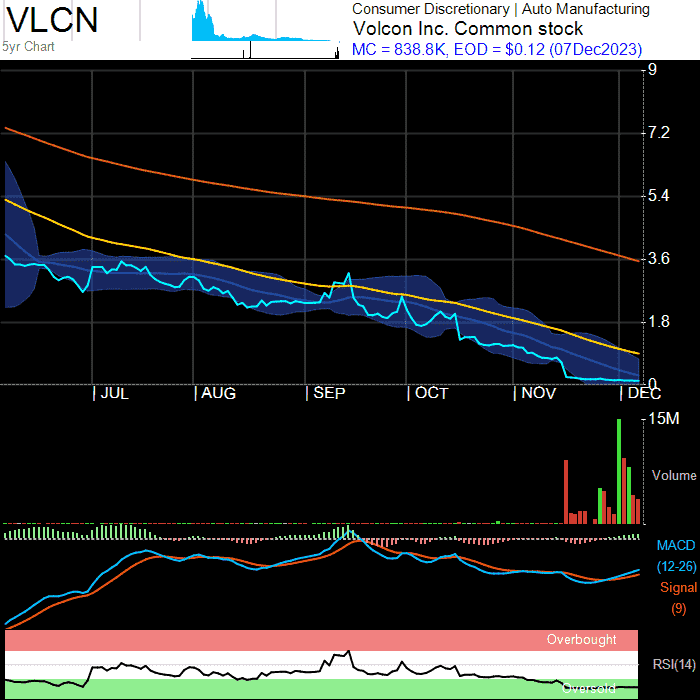 VLCN
5yr Chart
Consumer Discretionary | Auto Manufacturing
Volcon Inc. Common stock
MC = 838.8K, EOD = $0.12 (07Dec2023)
9
7.2
5.4
3.6
1.8
0
JUL AUG SEP OCT NOV DEC
15M
Volume
MACD
(12-26)
Signal
(9)
Overbought
RSI(14)
Oversold